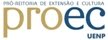 PRÓ-REITORIA DE EXTENSÃO E CULTURA
proec
UENP